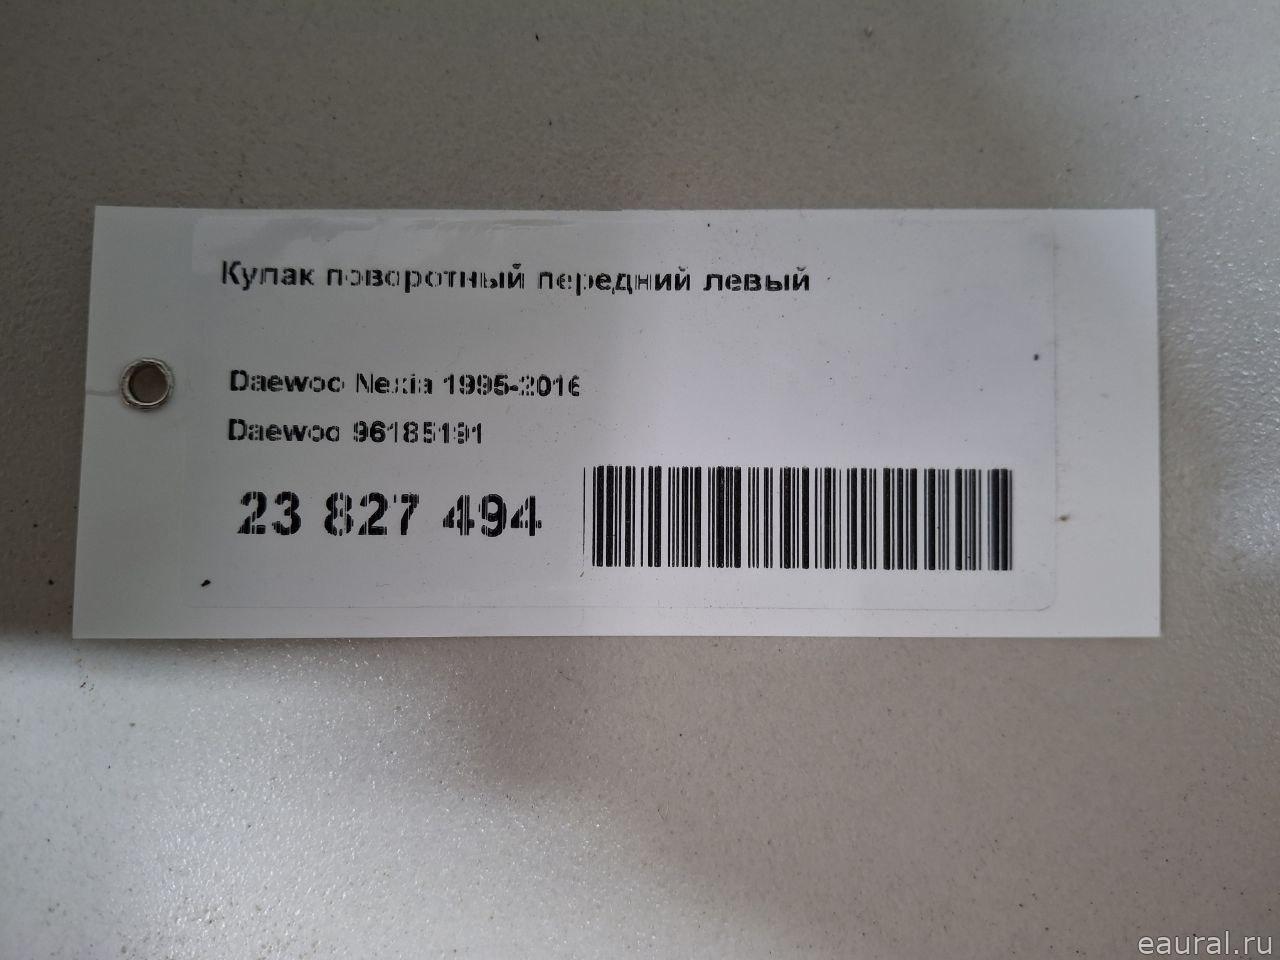 Кулак поворотный передний левый
Daewoo Nexia 1995-2016
Daewoo 96185191
23 827 494
eaural.ru